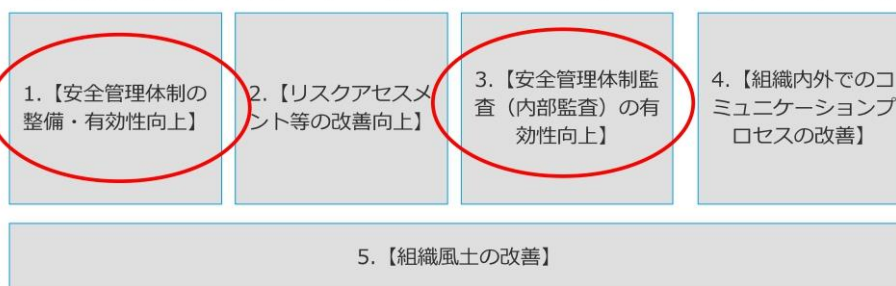 1.【安全管理体制の
整備・有効性向上】
2.【リスクアセスメ
ント等の改善向上】
3.【安全管理体制監
査（内部監査）の有
効性向上】
4.【組織内外でのコ
ミュニケーションプ
ロセスの改善】
5.【組織風土の改善】